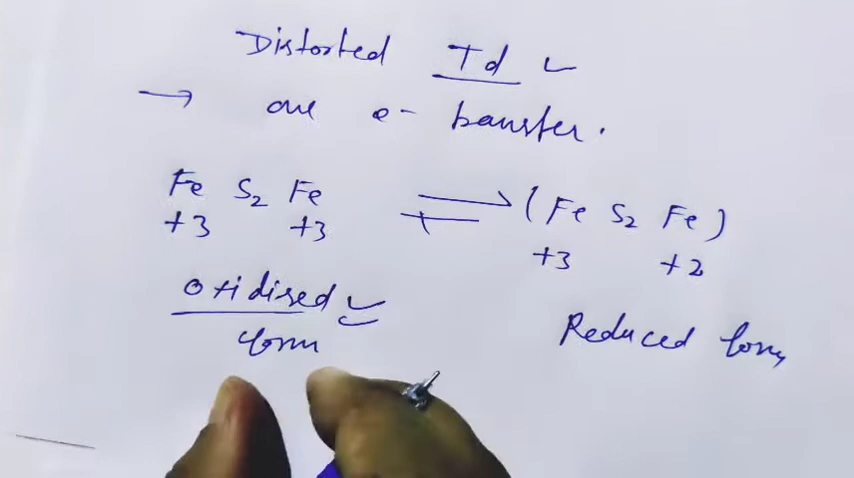 Distorted Td ✓
→ one e- transfer.
Fe S₂ Fe ⇌ (Fe S₂ Fe)
+3 +3 +3 +2
Oxidised ✓ Reduced form
form